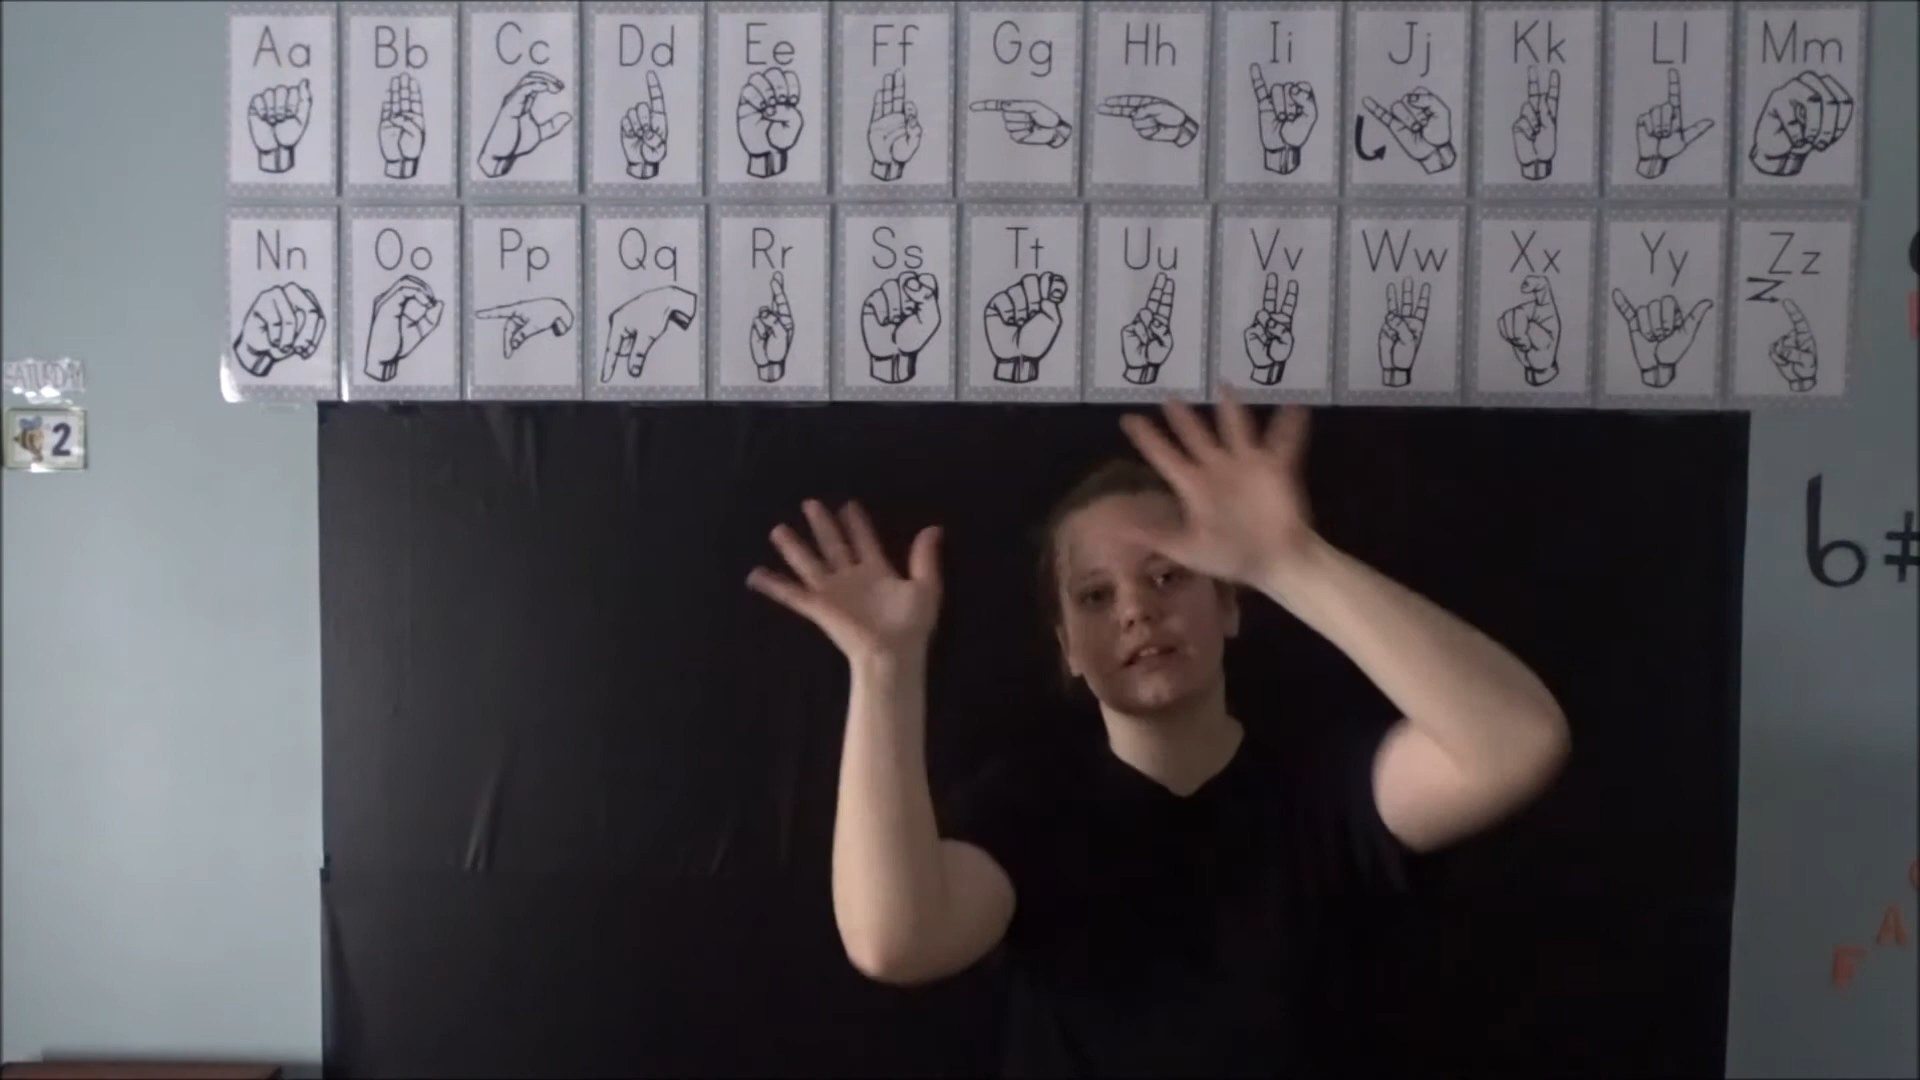 Aa Bb Cc Dd Ee Ff Gg Hh Ii Jj Kk Ll Mm
Nn Oo Pp Qq Rr Ss Tt Uu Vv Ww Xx Yy Zz
Z
SATURDAY
2
b #
A
F